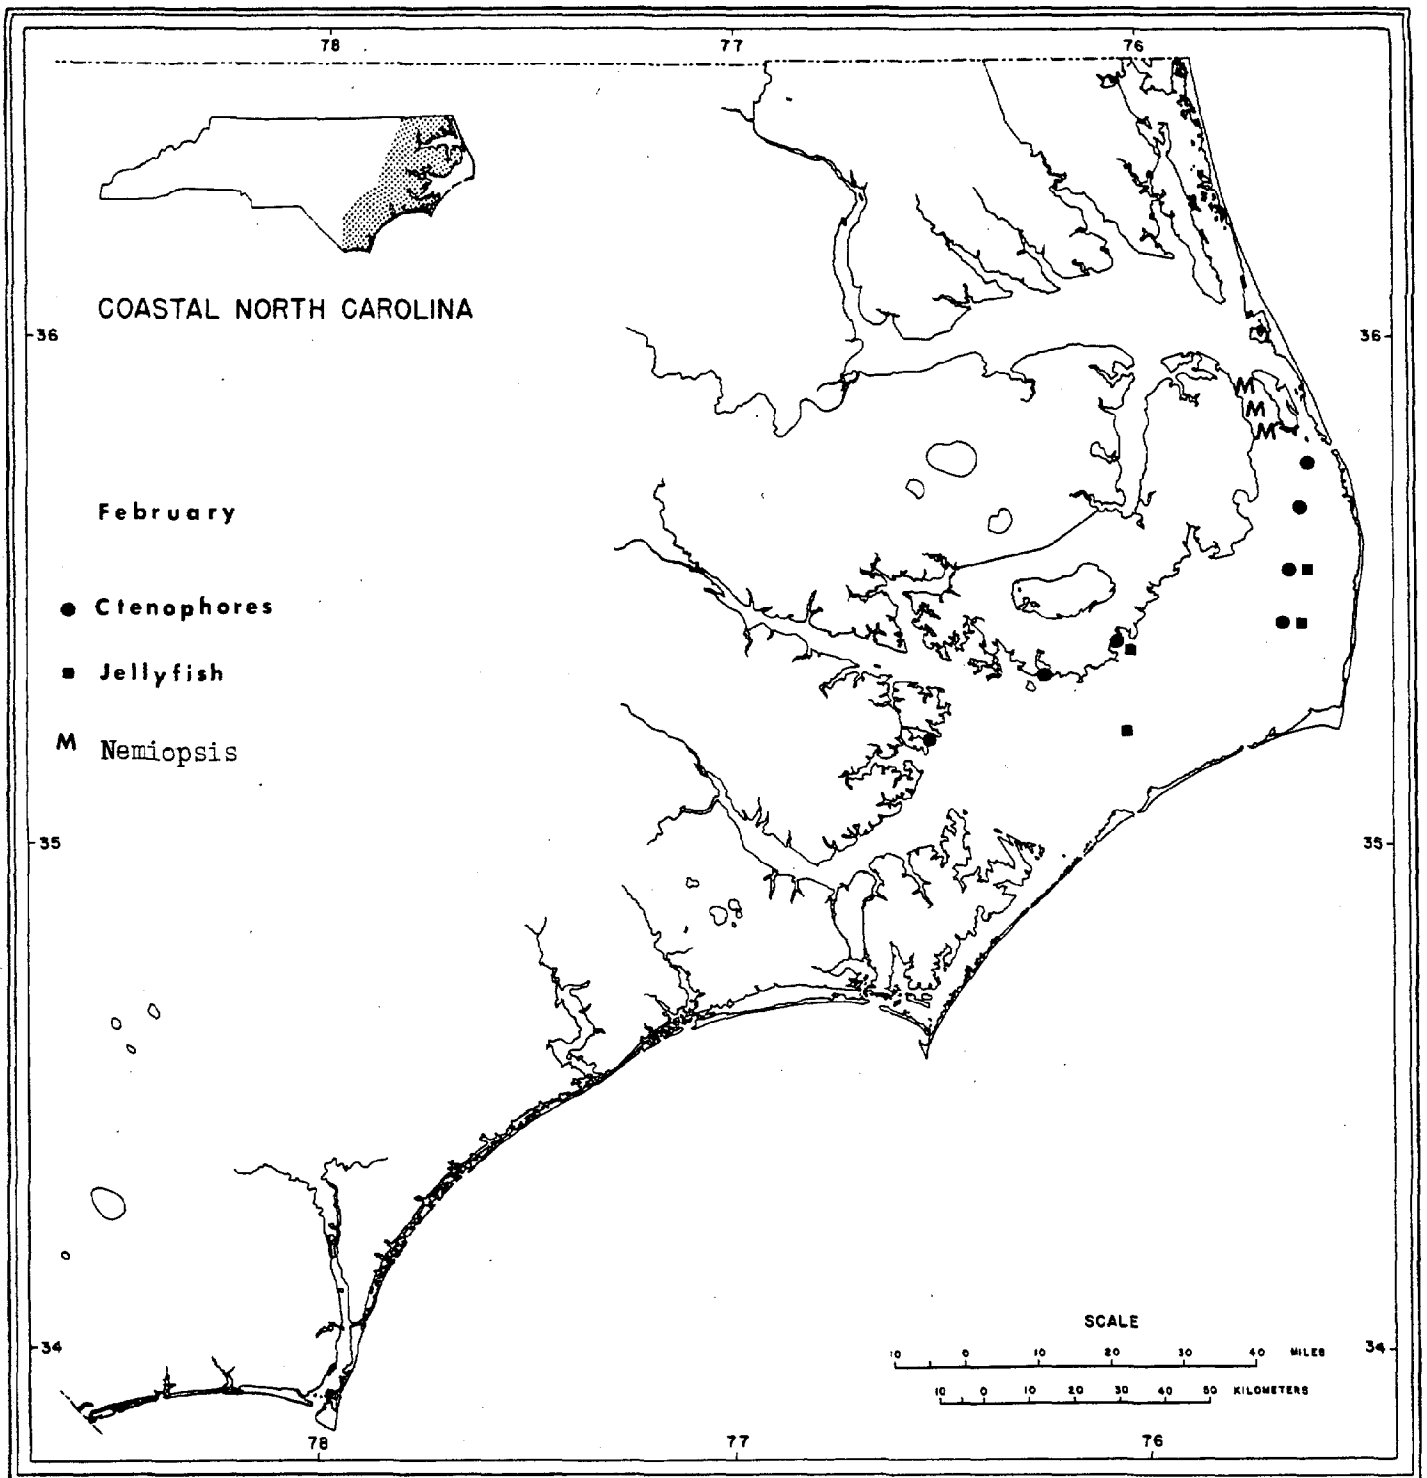 78 77 76
COASTAL NORTH CAROLINA
36 36
M
M
M
February
Ctenophores
Jellyfish
M Nemiopsis
35 35
SCALE
34 34
10 0 10 20 30 40 MILES
10 0 10 20 30 40 50 KILOMETERS
78 77 76